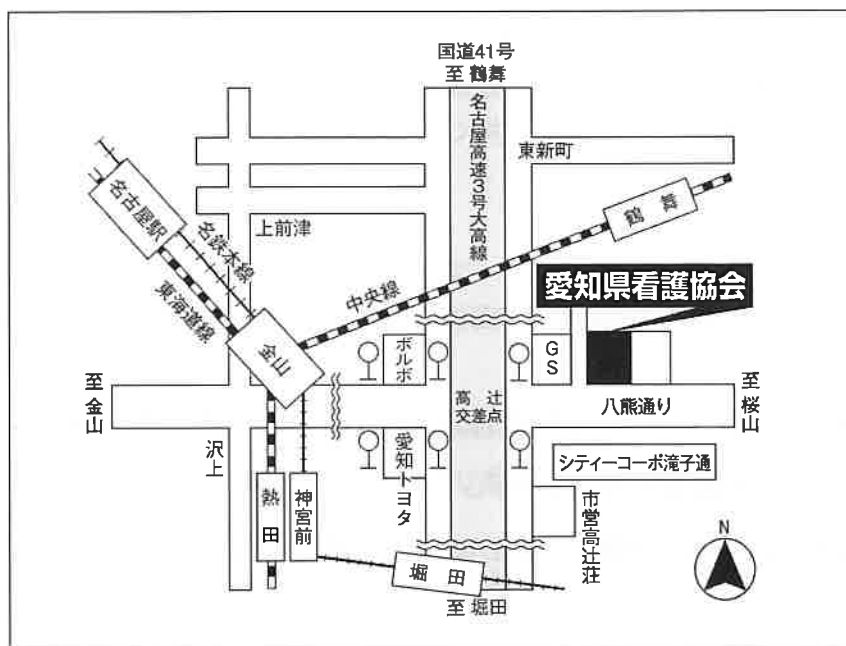 国道41号
至 鶴舞
名古屋高速3号大高線
東新町
名古屋駅
名鉄本線
東海道線
上前津
鶴舞
中央線
愛知県看護協会
金山
ボルボ
GS
至金山
高辻
交差点
八熊通り
至桜山
沢上
愛知トヨタ
シティーコーポ滝子通
熱田
神宮前
市営高辻荘
堀田
至 堀田
N